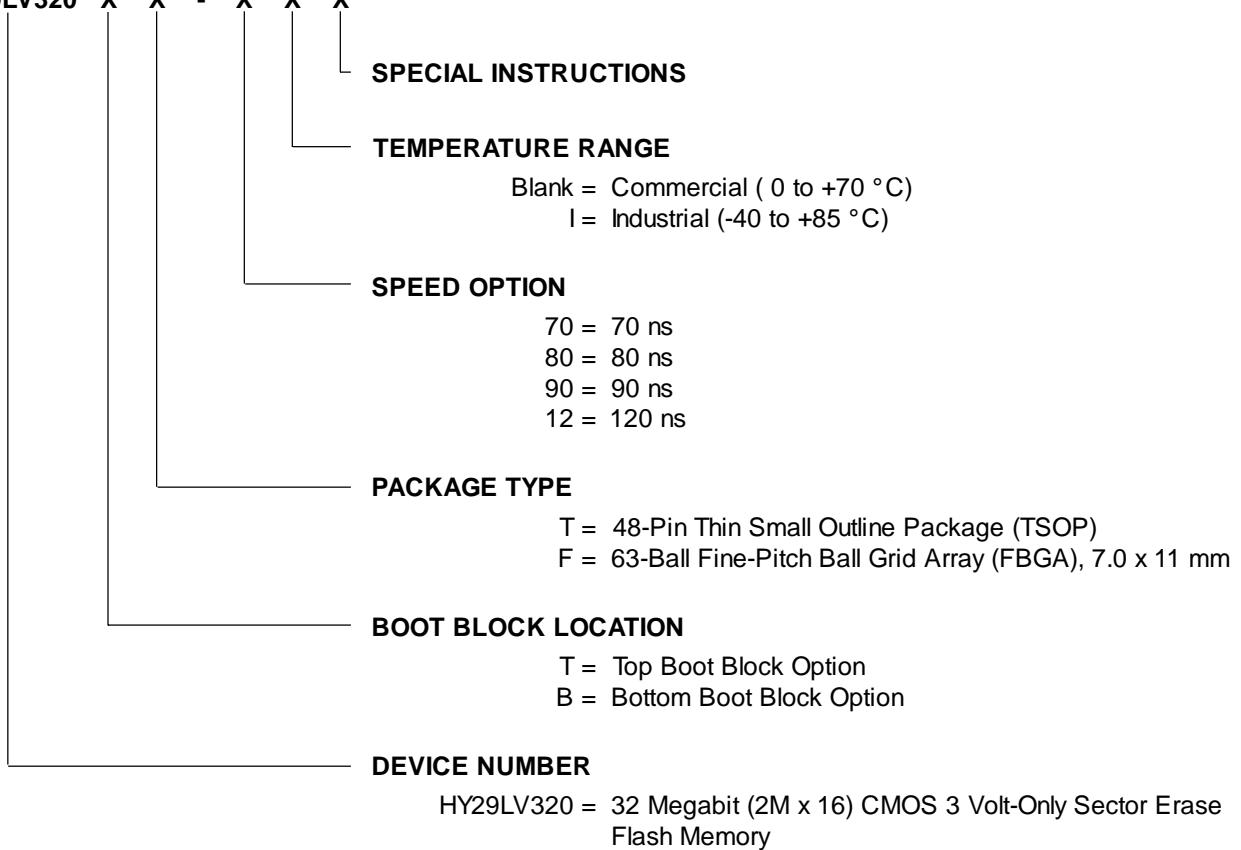 LV320 X X - X X X
SPECIAL INSTRUCTIONS
TEMPERATURE RANGE
Blank = Commercial ( 0 to +70 °C)
I = Industrial (-40 to +85 °C)
SPEED OPTION
70 = 70 ns
80 = 80 ns
90 = 90 ns
12 = 120 ns
PACKAGE TYPE
T = 48-Pin Thin Small Outline Package (TSOP)
F = 63-Ball Fine-Pitch Ball Grid Array (FBGA), 7.0 x 11 mm
BOOT BLOCK LOCATION
T = Top Boot Block Option
B = Bottom Boot Block Option
DEVICE NUMBER
HY29LV320 = 32 Megabit (2M x 16) CMOS 3 Volt-Only Sector Erase
Flash Memory